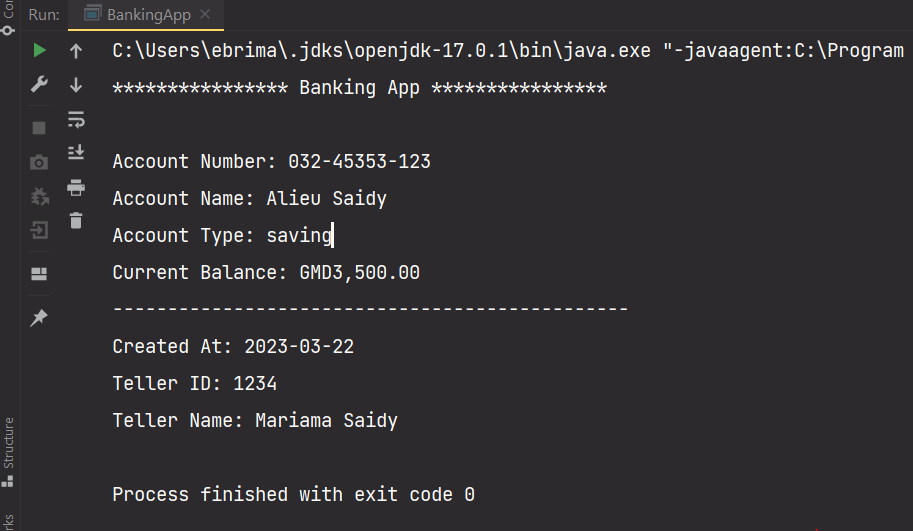 Run: BankingApp
C:\Users\ebrima\.jdks\openjdk-17.0.1\bin\java.exe "-javaagent:C:\Program
**************** Banking App ****************
Account Number: 032-45353-123
Account Name: Alieu Saidy
Account Type: saving
Current Balance: GMD3,500.00
-----------------------------------------------
Created At: 2023-03-22
Teller ID: 1234
Teller Name: Mariama Saidy
Process finished with exit code 0
Structure